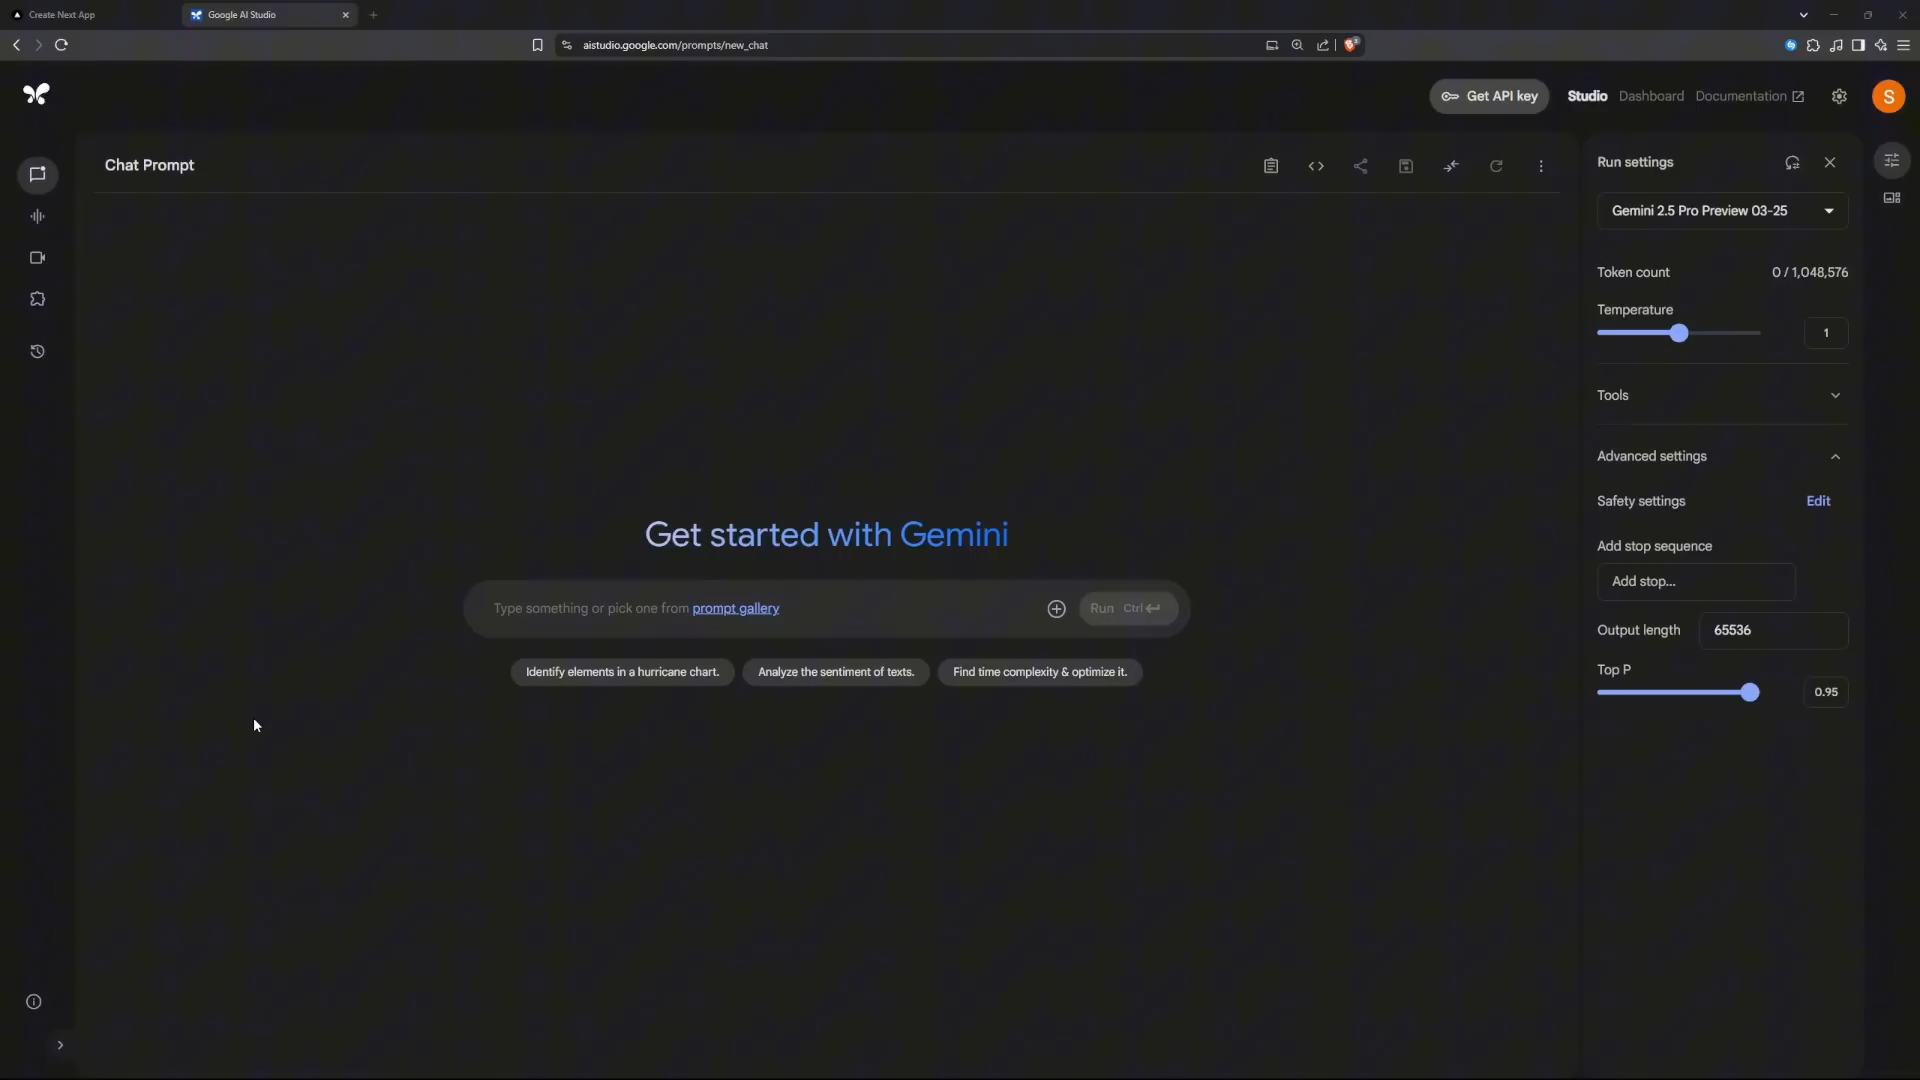 Create Next App
Google AI Studio
aistudio.google.com/prompts/new_chat
Get API key
Studio
Dashboard
Documentation
S
Chat Prompt
Run settings
Gemini 2.5 Pro Preview 03-25
Token count
0 / 1,048,576
Temperature
1
Tools
Advanced settings
Safety settings
Edit
Add stop sequence
Add stop...
Output length
65536
Top P
0.95
Get started with Gemini
Type something or pick one from prompt gallery
Run Ctrl
Identify elements in a hurricane chart.
Analyze the sentiment of texts.
Find time complexity & optimize it.